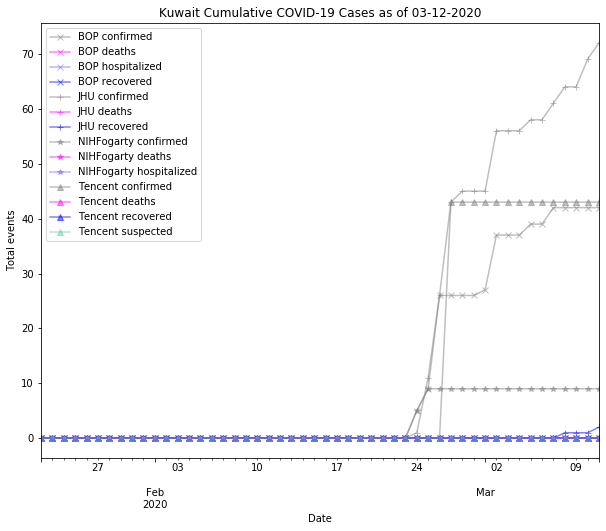 Kuwait Cumulative COVID-19 Cases as of 03-12-2020
BOP confirmed
BOP deaths
BOP hospitalized
BOP recovered
JHU confirmed
JHU deaths
JHU recovered
NIHFogarty confirmed
NIHFogarty deaths
NIHFogarty hospitalized
Tencent confirmed
Tencent deaths
Tencent recovered
Tencent suspected
Total events
70
60
50
40
30
20
10
0
27 03 10 17 24 02 09
Feb Mar
2020
Date